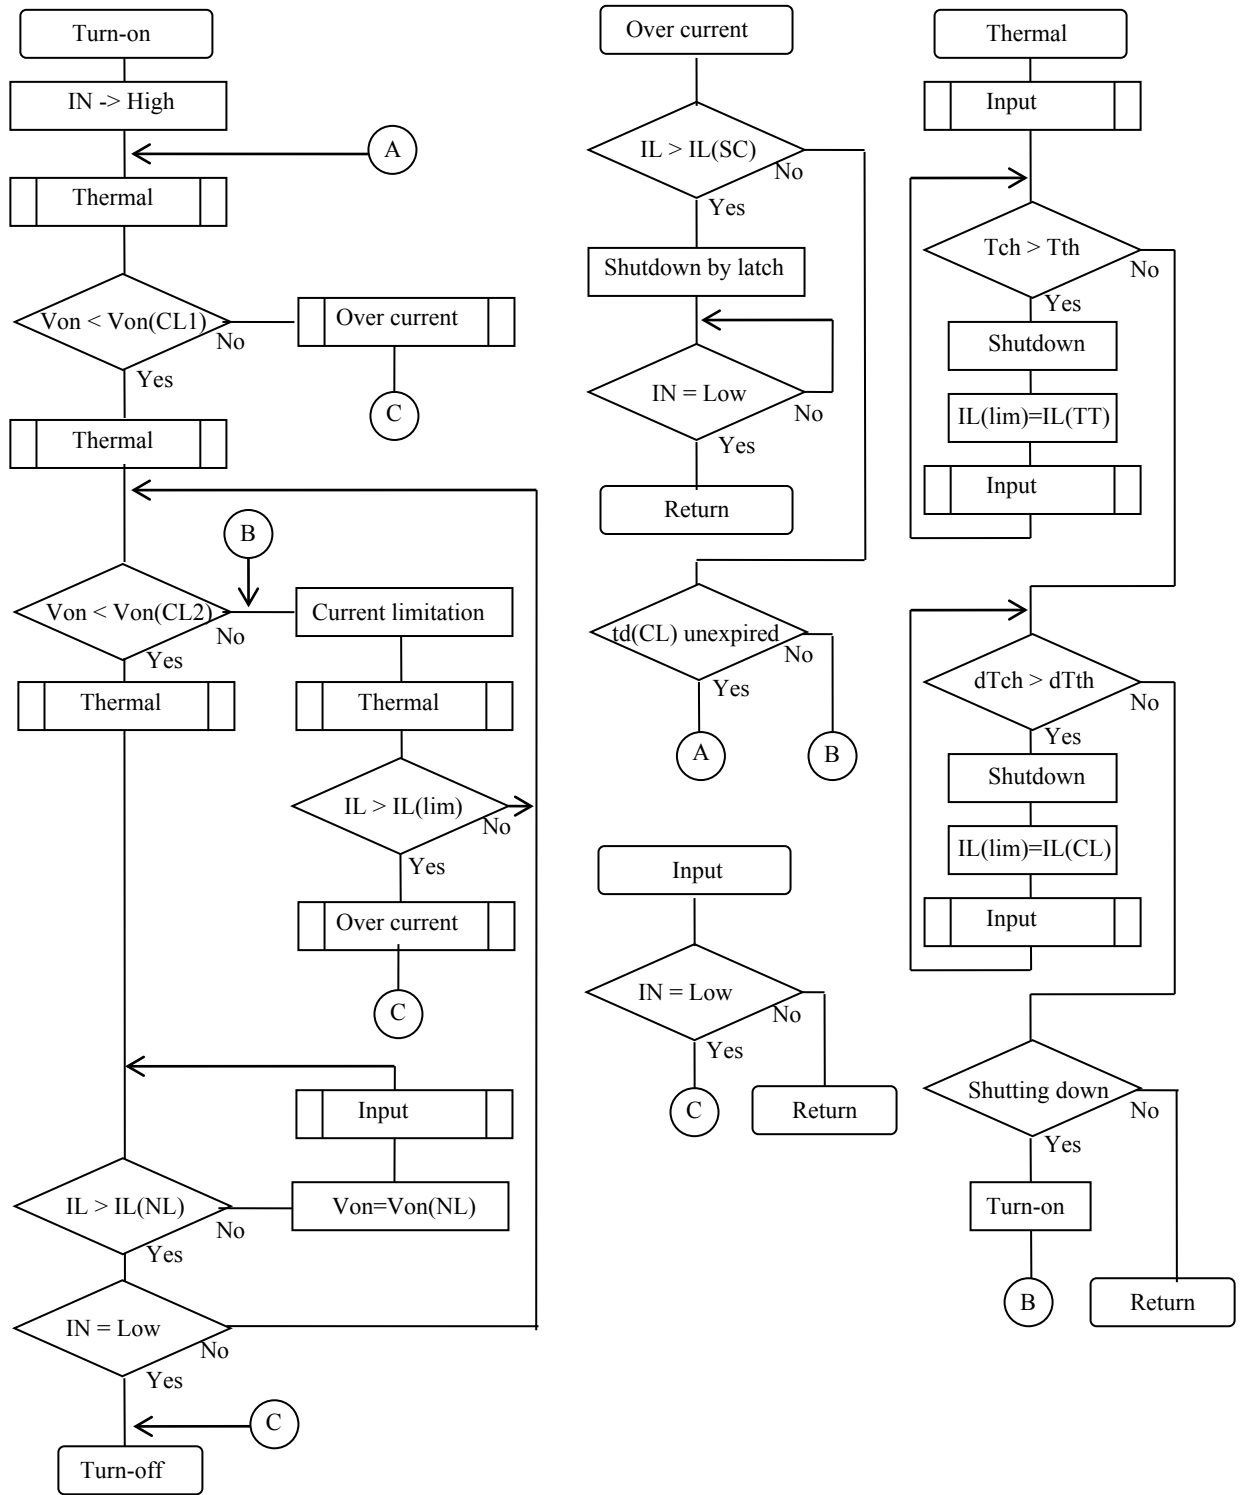 Turn-on
IN -> High
A
Thermal
Von < Von(CL1)
No
Yes
Over current
C
Thermal
B
Von < Von(CL2)
No
Yes
Current limitation
Thermal
Thermal
IL > IL(lim)
No
Yes
Over current
C
Input
Von=Von(NL)
IL > IL(NL)
No
Yes
IN = Low
No
Yes
C
Turn-off
Over current
IL > IL(SC)
No
Yes
Shutdown by latch
IN = Low
No
Yes
Return
td(CL) unexpired
No
Yes
A
B
Input
IN = Low
No
Yes
C
Return
Thermal
Input
Tch > Tth
No
Yes
Shutdown
IL(lim)=IL(TT)
Input
dTch > dTth
No
Yes
Shutdown
IL(lim)=IL(CL)
Input
Shutting down
No
Yes
Turn-on
B
Return